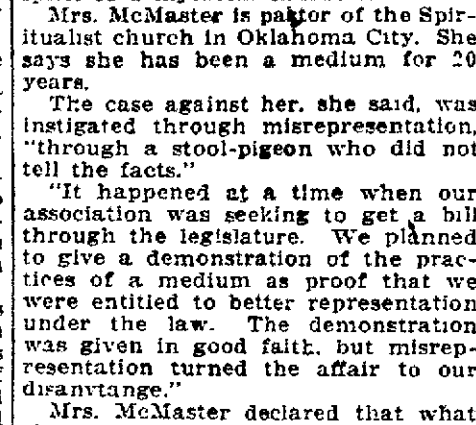 Mrs. McMaster is pastor of the Spir-
itualist church in Oklahoma City. She
says she has been a medium for 20
years.
The case against her, she said, was
instigated through misrepresentation,
"through a stool-pigeon who did not
tell the facts."
"It happened at a time when our
association was seeking to get a bill
through the legislature. We planned
to give a demonstration of the prac-
tices of a medium as proof that we
were entitled to better representation
under the law. The demonstration
was given in good faith, but misrep-
resentation turned the affair to our
disanvtange."
Mrs. McMaster declared that what